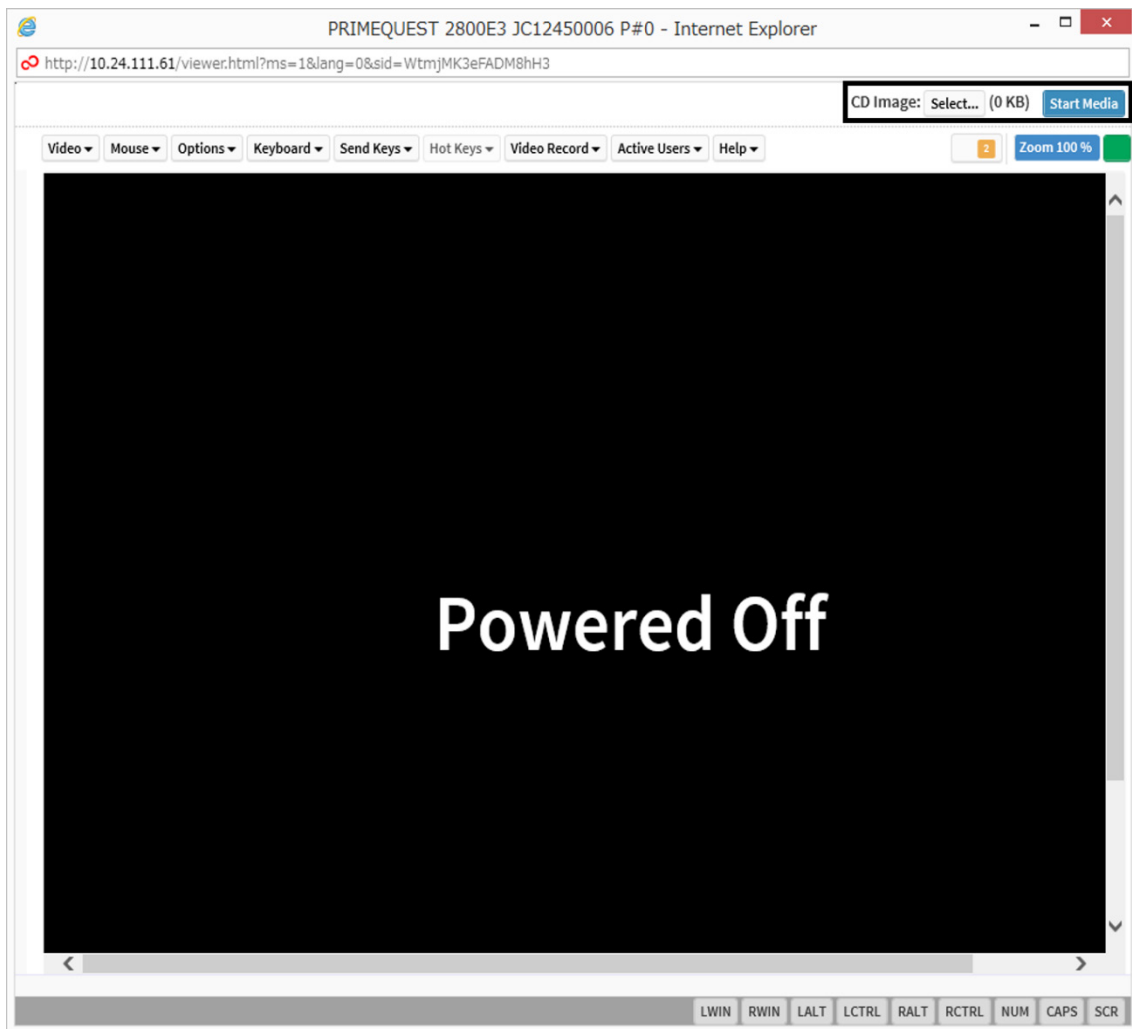 PRIMEQUEST 2800E3 JC12450006 P#0 - Internet Explorer
http://10.24.111.61/viewer.html?ms=1&lang=0&sid=WtmjMK3eFADM8hH3
CD Image: Select... (0 KB) Start Media
Video Mouse Options Keyboard Send Keys Hot Keys Video Record Active Users Help 2 Zoom 100 %
Powered Off
LWIN RWIN LALT LCTRL RALT RCTRL NUM CAPS SCR